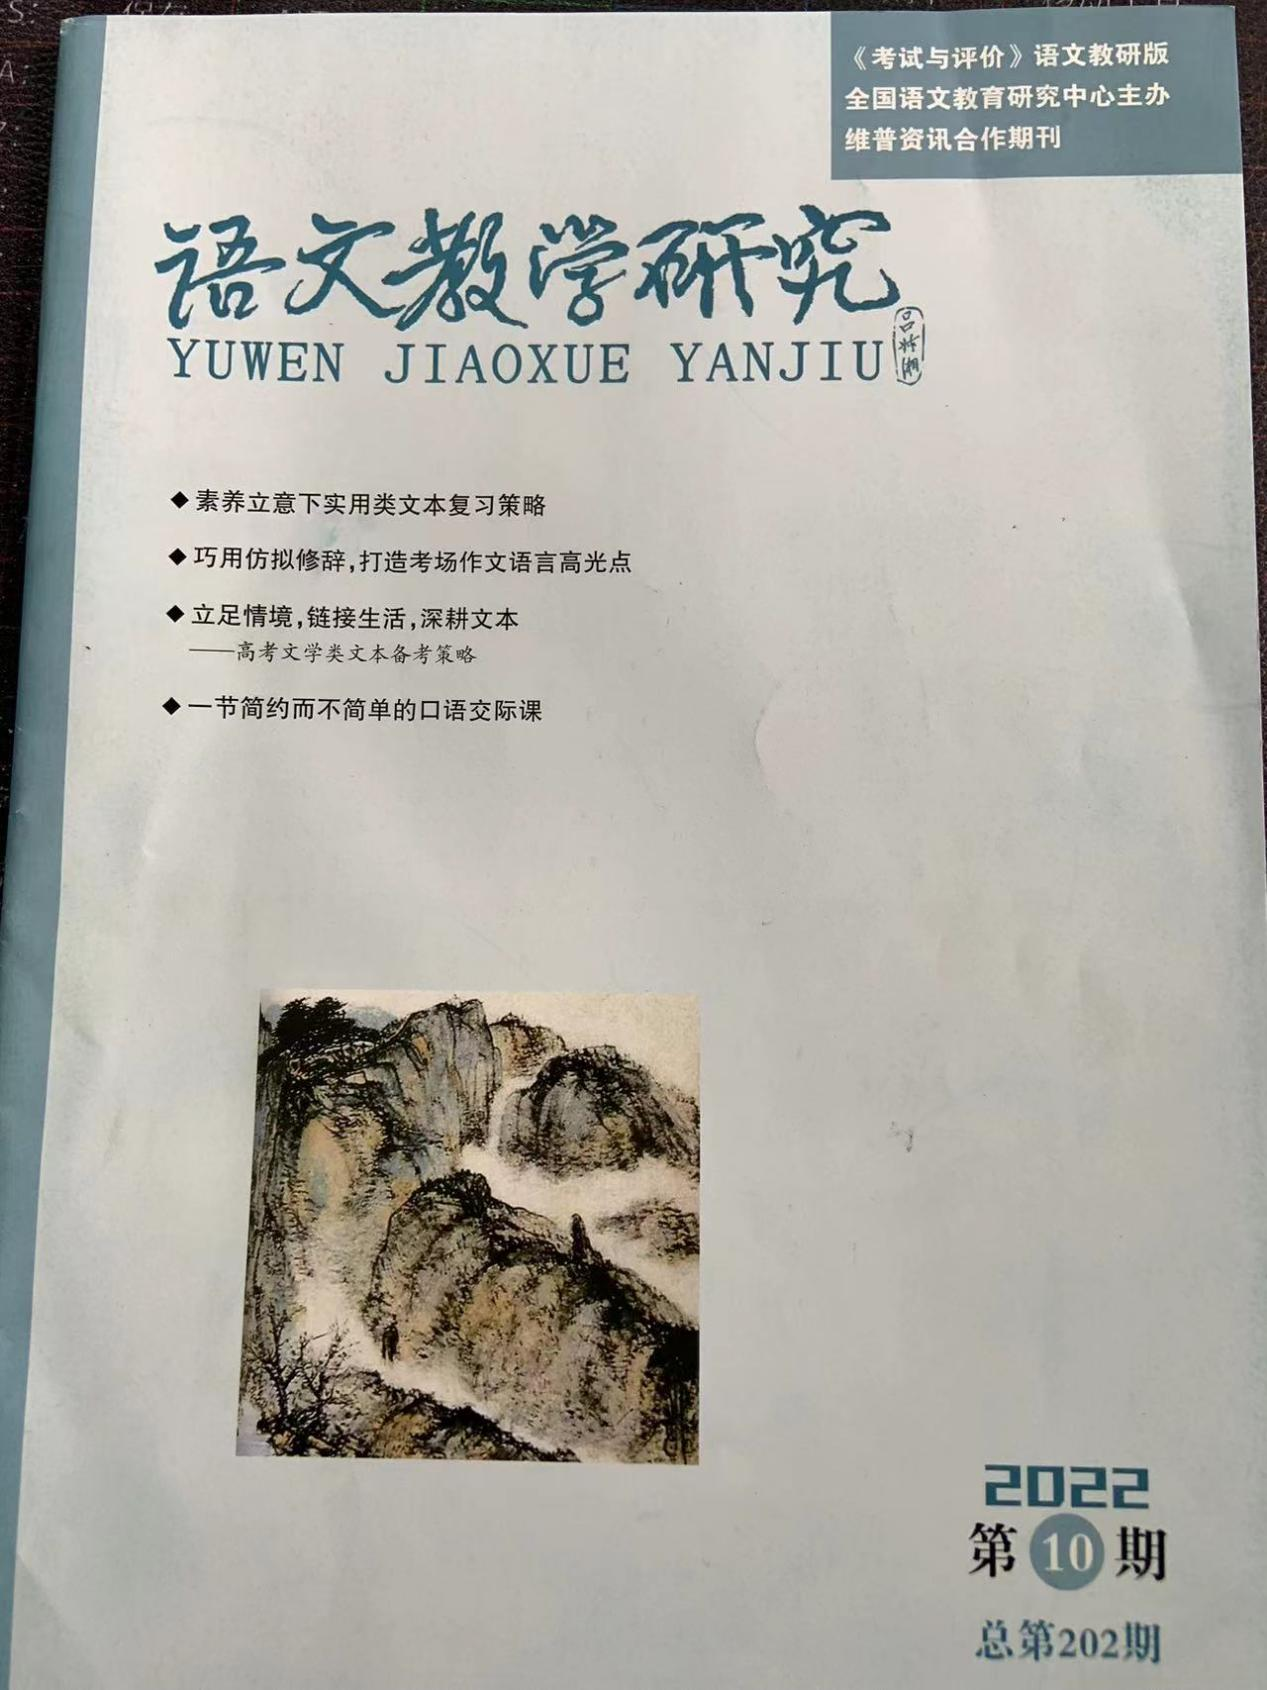 《考试与评价》语文教研版
全国语文教育研究中心主办
维普资讯合作期刊
语文教学研究
YUWEN JIAOXUE YANJIU
吕叔湘
◆素养立意下实用类文本复习策略
◆巧用仿拟修辞,打造考场作文语言高光点
◆立足情境,链接生活,深耕文本
——高考文学类文本备考策略
◆一节简约而不简单的口语交际课
2022
第10期
总第202期